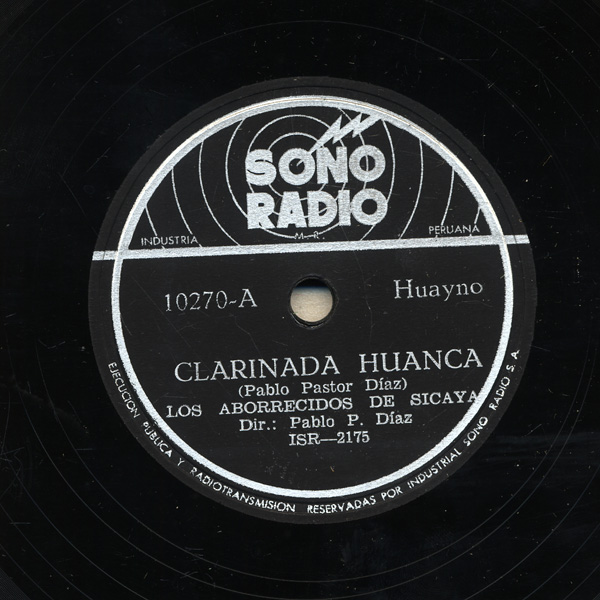 SONO
RADIO
M. R.
INDUSTRIA
PERUANA
10270-A
Huayno
CLARINADA HUANCA
(Pablo Pastor Díaz)
LOS ABORRECIDOS DE SICAYA
Dir.: Pablo P. Díaz
ISR—2175
EJECUCION PUBLICA Y RADIOTRANSMISION RESERVADAS POR INDUSTRIAL SONO RADIO S.A.